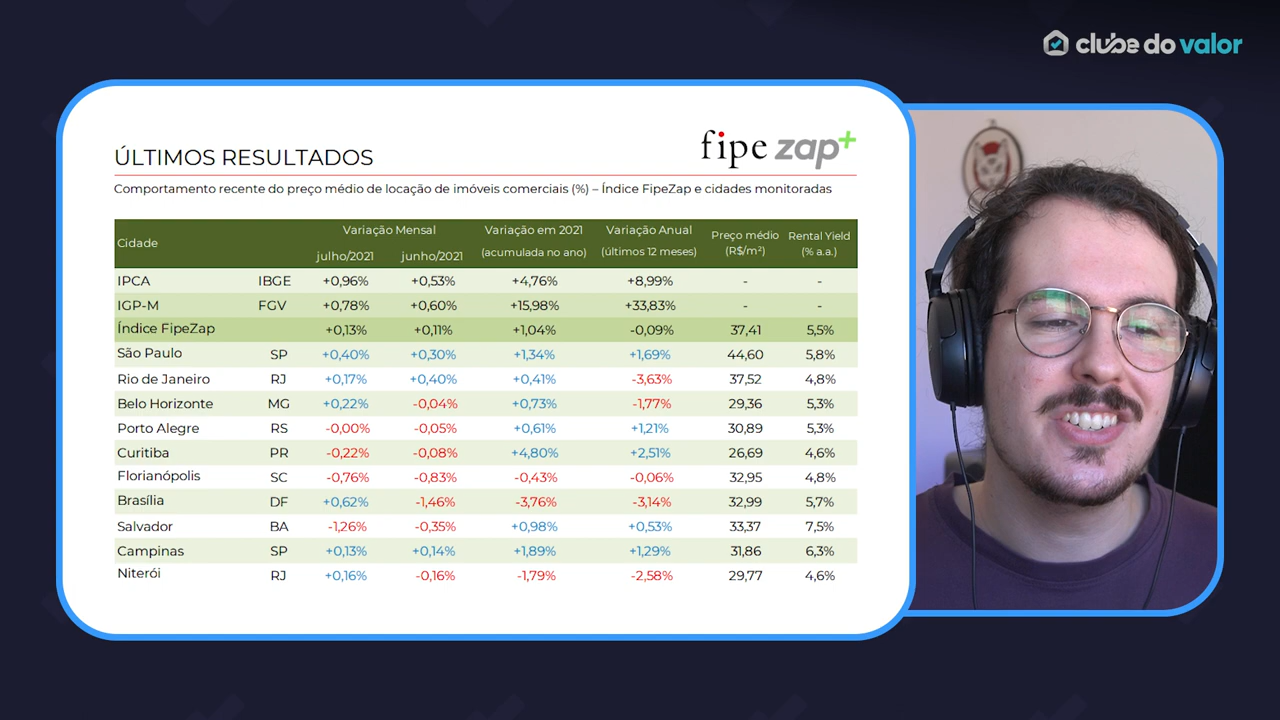 clube do valor
fipe zap+
ÚLTIMOS RESULTADOS
Comportamento recente do preço médio de locação de imóveis comerciais (%) – Índice FipeZap e cidades monitoradas
Cidade Variação Mensal Variação em 2021 Variação Anual Preço médio Rental Yield
julho/2021 junho/2021 (acumulada no ano) (últimos 12 meses) (R$/m²) (% a.a.)
IPCA IBGE +0,96% +0,53% +4,76% +8,99% - -
IGP-M FGV +0,78% +0,60% +15,98% +33,83% - -
Índice FipeZap +0,13% +0,11% +1,04% -0,09% 37,41 5,5%
São Paulo SP +0,40% +0,30% +1,34% +1,69% 44,60 5,8%
Rio de Janeiro RJ +0,17% +0,40% +0,41% -3,63% 37,52 4,8%
Belo Horizonte MG +0,22% -0,04% +0,73% -1,77% 29,36 5,3%
Porto Alegre RS -0,00% -0,05% +0,61% +1,21% 30,89 5,3%
Curitiba PR -0,22% -0,08% +4,80% +2,51% 26,69 4,6%
Florianópolis SC -0,76% -0,83% -0,43% -0,06% 32,95 4,8%
Brasília DF +0,62% -1,46% -3,76% -3,14% 32,99 5,7%
Salvador BA -1,26% -0,35% +0,98% +0,53% 33,37 7,5%
Campinas SP +0,13% +0,14% +1,89% +1,29% 31,86 6,3%
Niterói RJ +0,16% -0,16% -1,79% -2,58% 29,77 4,6%